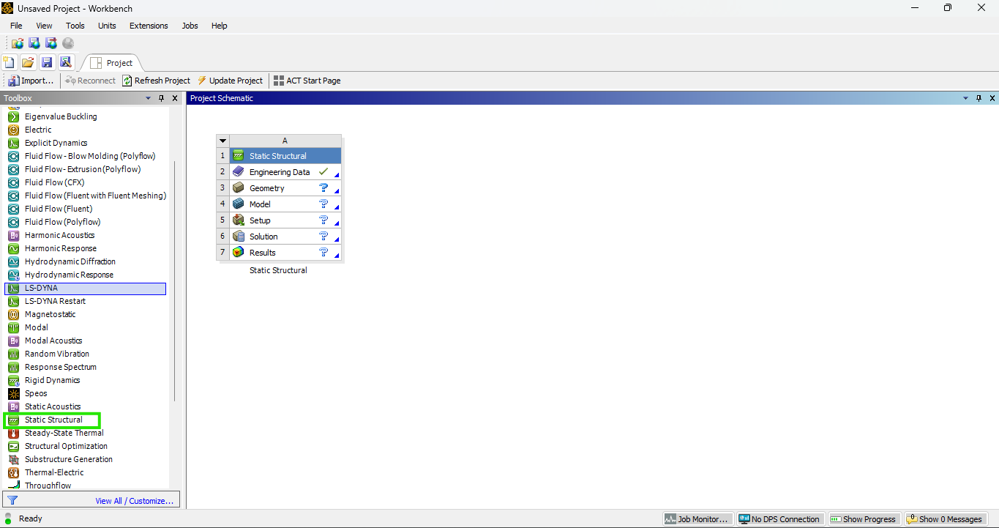 Unsaved Project - Workbench
File View Tools Units Extensions Jobs Help
Project
Import... Reconnect Refresh Project Update Project ACT Start Page
Toolbox
Eigenvalue Buckling
Electric
Explicit Dynamics
Fluid Flow - Blow Molding (Polyflow)
Fluid Flow - Extrusion (Polyflow)
Fluid Flow (CFX)
Fluid Flow (Fluent with Fluent Meshing)
Fluid Flow (Fluent)
Fluid Flow (Polyflow)
Harmonic Acoustics
Harmonic Response
Hydrodynamic Diffraction
Hydrodynamic Response
LS-DYNA
LS-DYNA Restart
Magnetostatic
Modal
Modal Acoustics
Random Vibration
Response Spectrum
Rigid Dynamics
Speos
Static Acoustics
Static Structural
Steady-State Thermal
Structural Optimization
Substructure Generation
Thermal-Electric
Throughflow
View All / Customize...
Project Schematic
A
1 Static Structural
2 Engineering Data
3 Geometry ?
4 Model ?
5 Setup ?
6 Solution ?
7 Results ?
Static Structural
Ready
Job Monitor... No DPS Connection Show Progress Show 0 Messages